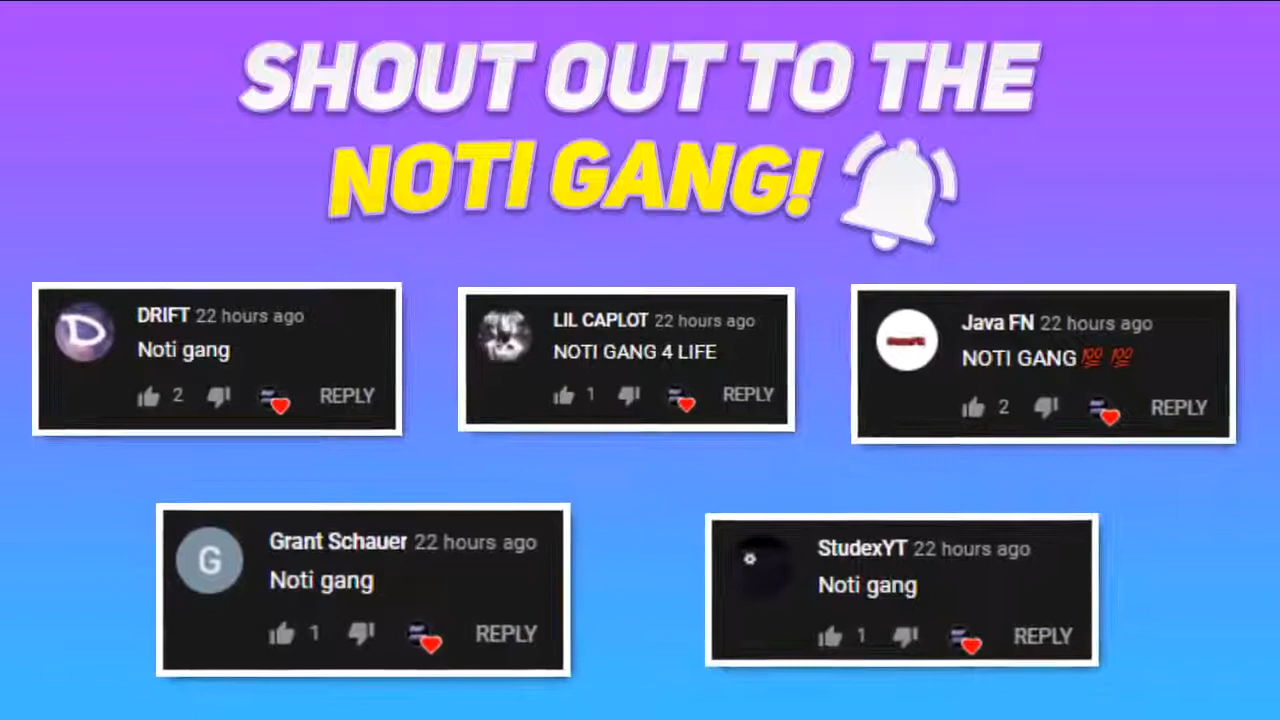 SHOUT OUT TO THE
NOTI GANG!
D
DRIFT 22 hours ago
Noti gang
2 REPLY
LIL CAPLOT 22 hours ago
NOTI GANG 4 LIFE
1 REPLY
Java FN 22 hours ago
NOTI GANG 💯 💯
2 REPLY
G
Grant Schauer 22 hours ago
Noti gang
1 REPLY
StudexYT 22 hours ago
Noti gang
1 REPLY